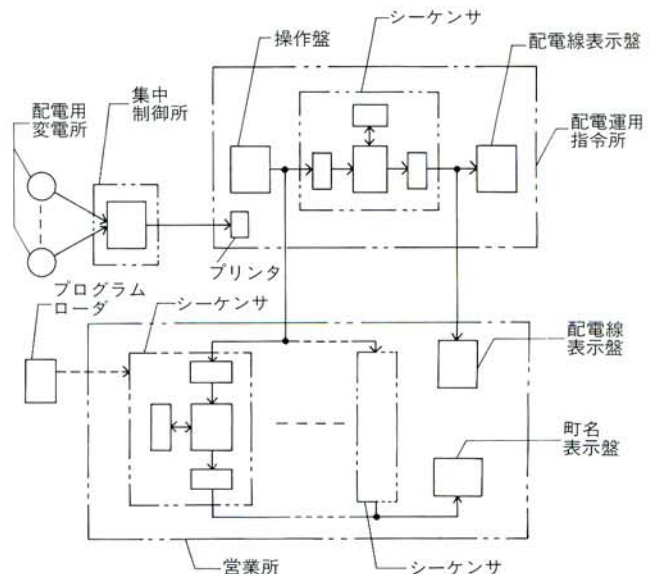 シーケンサ
操作盤
配電線表示盤
集中
制御所
配電用
変電所
配電運用
指令所
プリンタ
プログラム
ローダ
シーケンサ
配電線
表示盤
町名
表示盤
営業所
シーケンサ